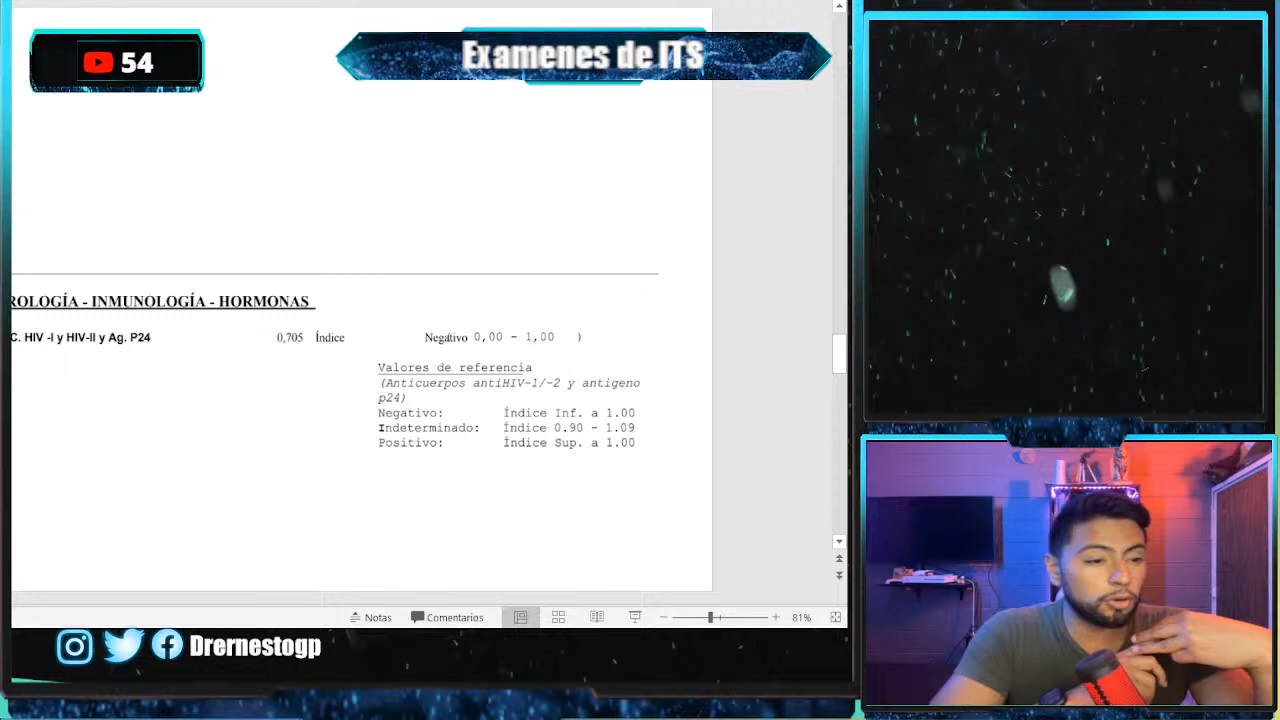 54
Examenes de ITS
ROLOGÍA - INMUNOLOGÍA - HORMONAS
C. HIV -I y HIV-II y Ag. P24 0,705 Índice Negativo 0,00 - 1,00 )
Valores de referencia
(Anticuerpos antiHIV-1/-2 y antigeno
p24)
Negativo: Índice Inf. a 1.00
Indeterminado: Índice 0.90 - 1.09
Positivo: Índice Sup. a 1.00
Notas Comentarios 81%
Drernestogp